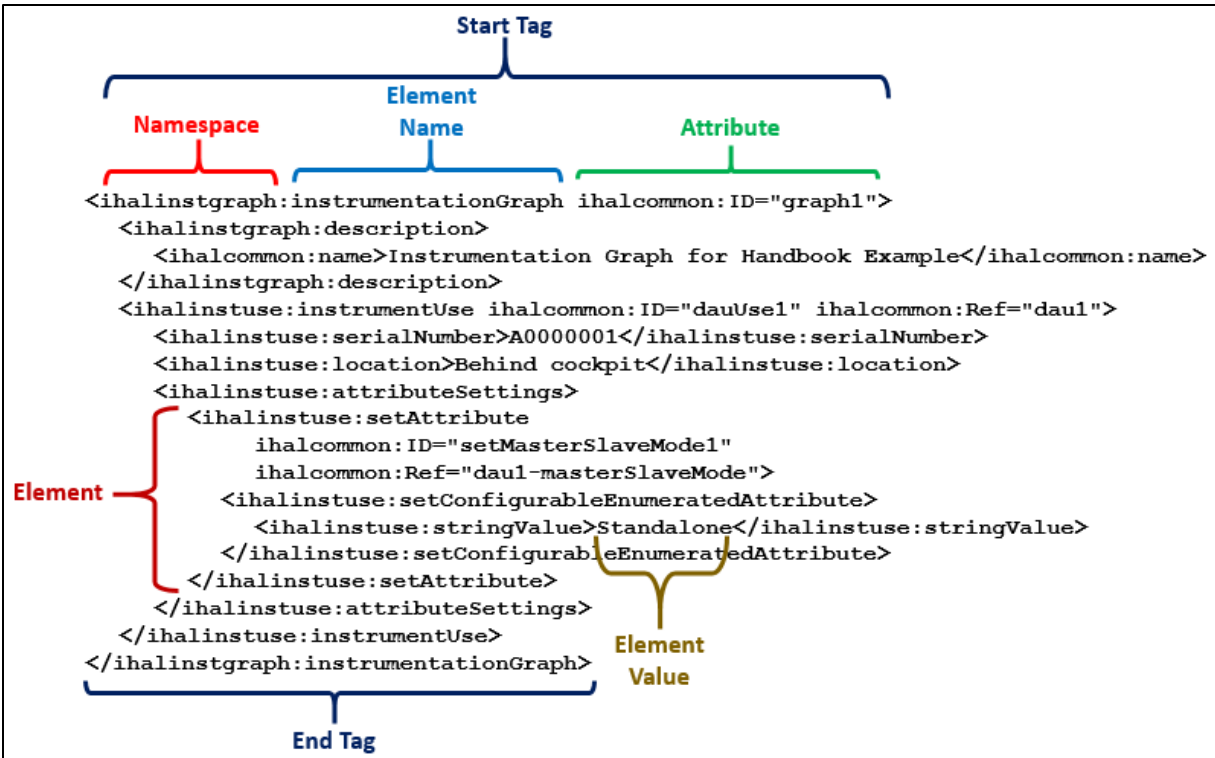 Start Tag
Element
Name
Namespace
Attribute
<ihalinstgraph:instrumentationGraph ihalcommon:ID="graph1">
<ihalinstgraph:description>
<ihalcommon:name>Instrumentation Graph for Handbook Example</ihalcommon:name>
</ihalinstgraph:description>
<ihalinstuse:instrumentUse ihalcommon:ID="dauUse1" ihalcommon:Ref="dau1">
<ihalinstuse:serialNumber>A0000001</ihalinstuse:serialNumber>
<ihalinstuse:location>Behind cockpit</ihalinstuse:location>
<ihalinstuse:attributeSettings>
<ihalinstuse:setAttribute
ihalcommon:ID="setMasterSlaveMode1"
ihalcommon:Ref="dau1-masterSlaveMode">
Element
<ihalinstuse:setConfigurableEnumeratedAttribute>
<ihalinstuse:stringValue>Standalone</ihalinstuse:stringValue>
</ihalinstuse:setConfigurableEnumeratedAttribute>
</ihalinstuse:setAttribute>
</ihalinstuse:attributeSettings>
</ihalinstuse:instrumentUse>
</ihalinstgraph:instrumentationGraph>
Element
Value
End Tag